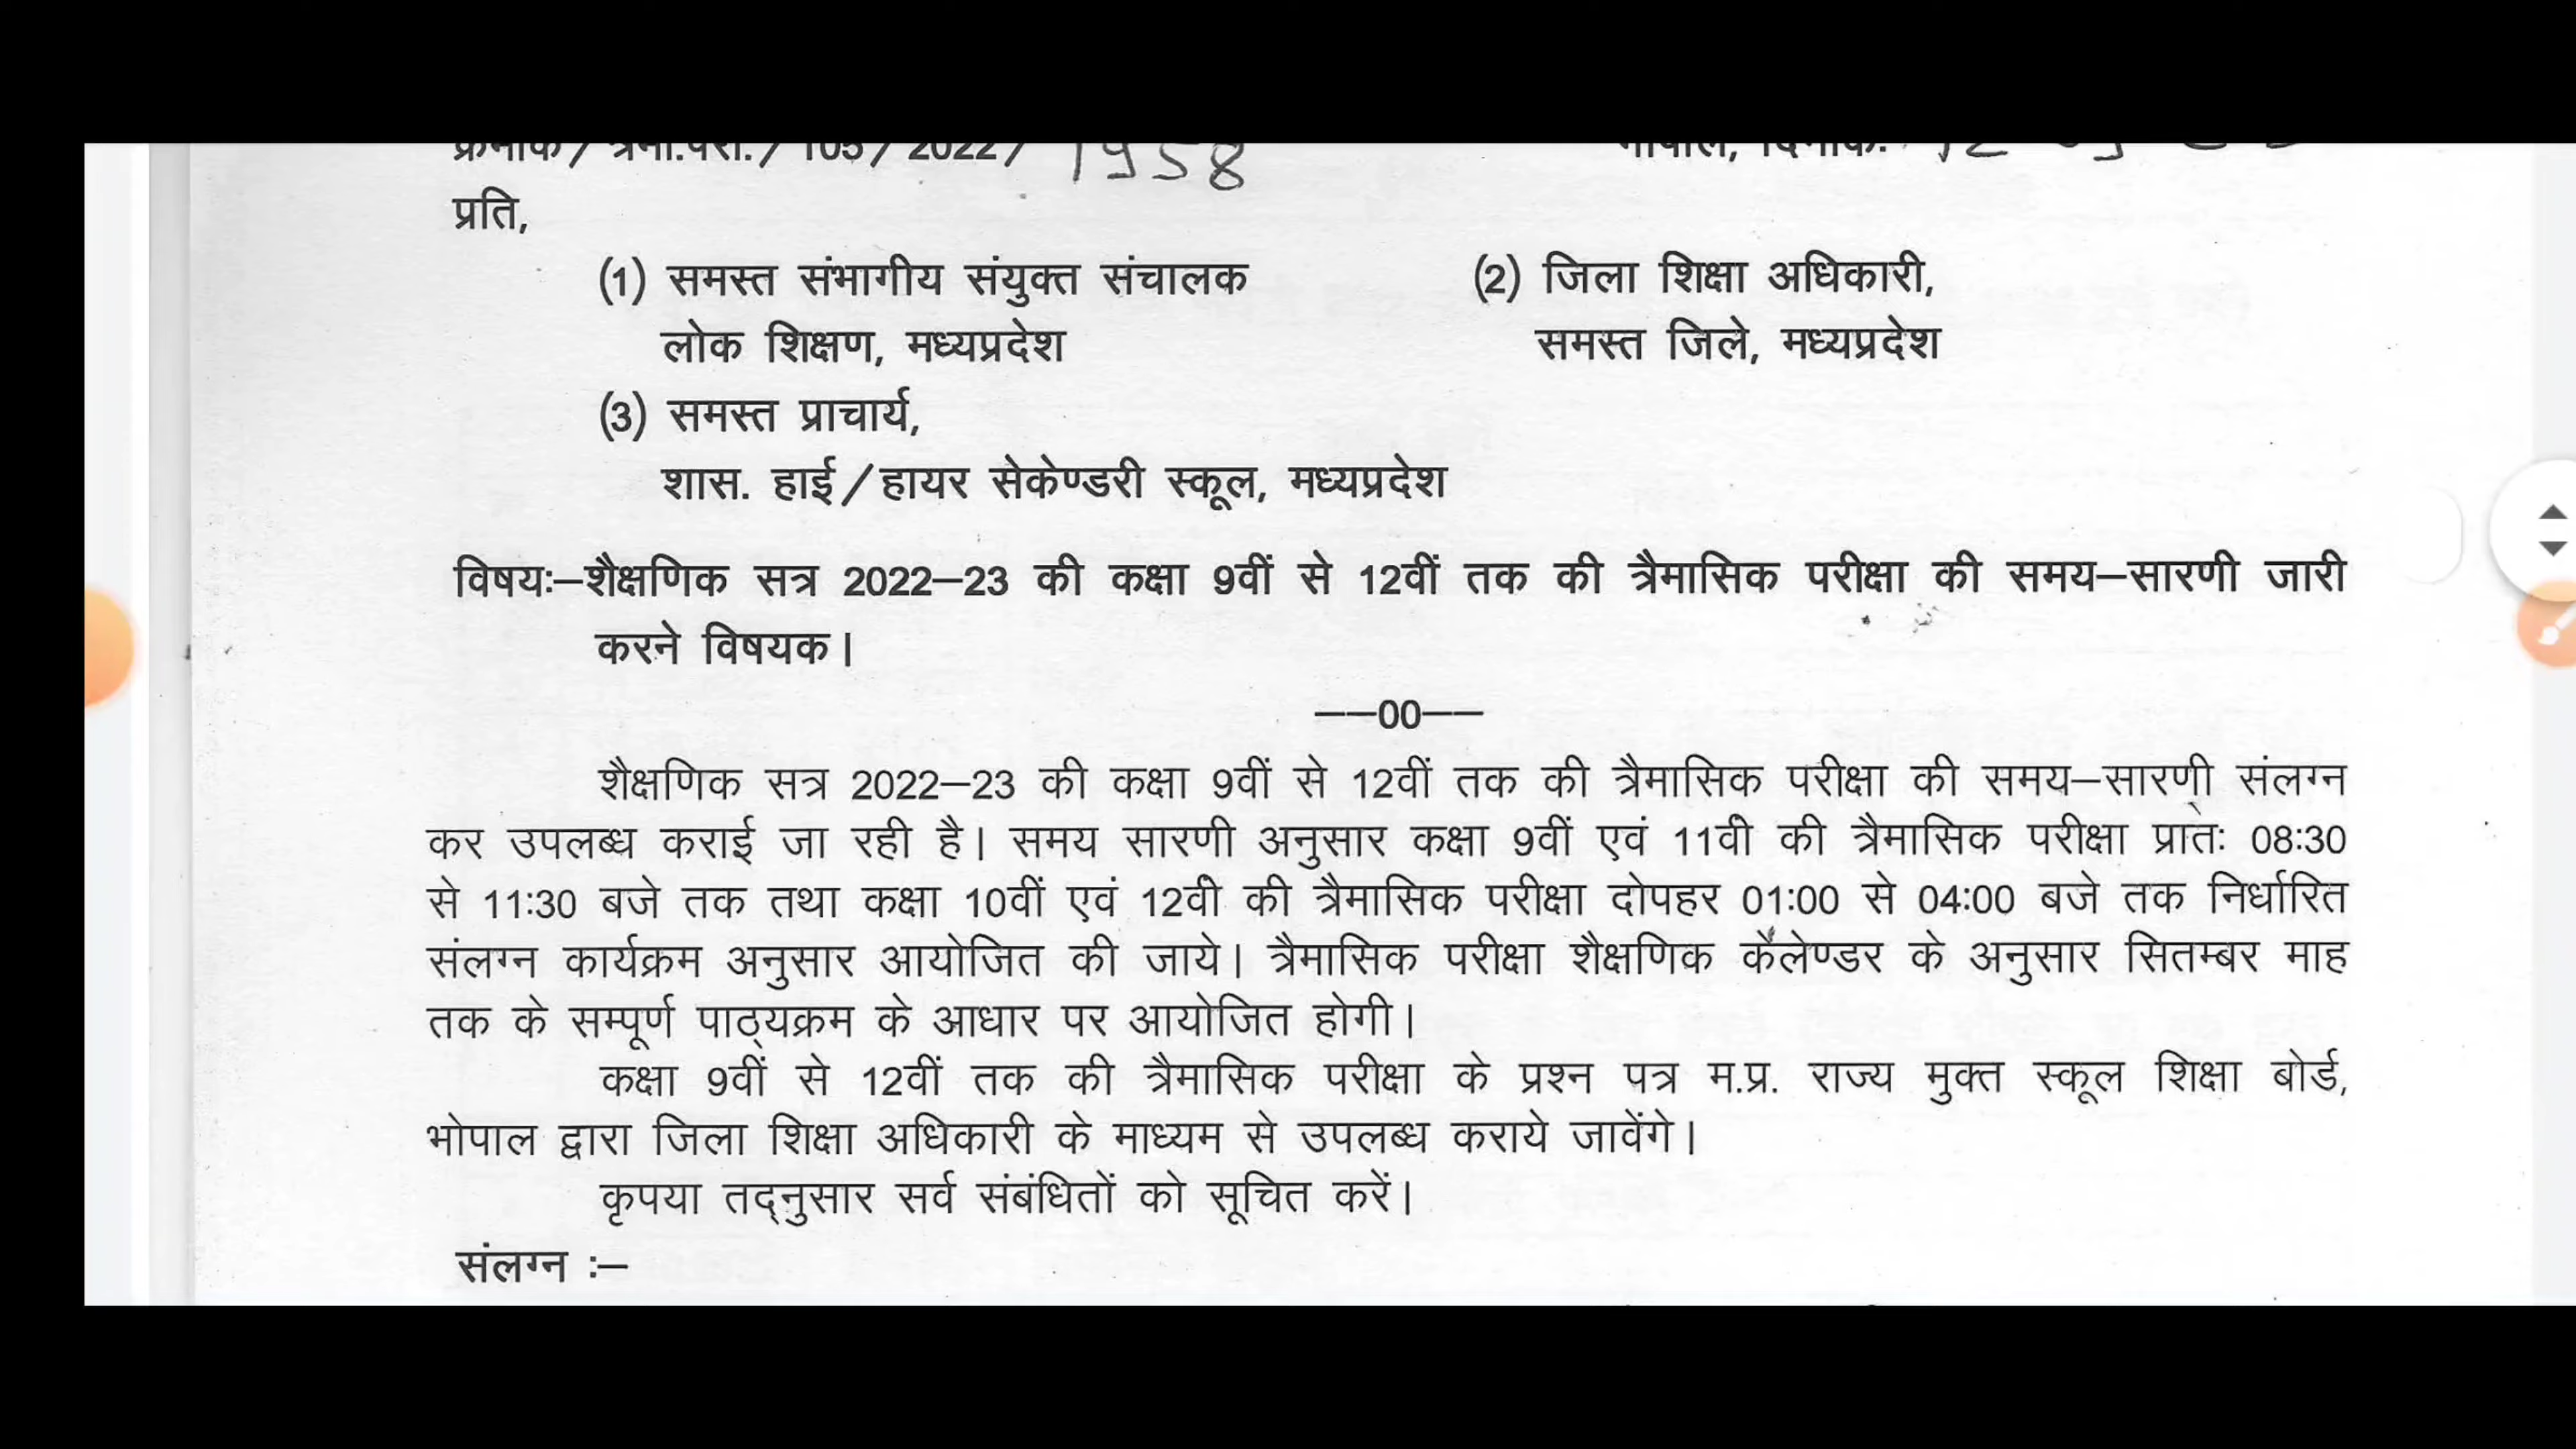 क्रमांक/ त्रैमा.परी./ 105/ 2022/ 1958 भोपाल, दिनांक:
प्रति,
(1) समस्त संभागीय संयुक्त संचालक (2) जिला शिक्षा अधिकारी,
लोक शिक्षण, मध्यप्रदेश समस्त जिले, मध्यप्रदेश
(3) समस्त प्राचार्य,
शास. हाई/हायर सेकेण्डरी स्कूल, मध्यप्रदेश
विषयः–शैक्षणिक सत्र 2022–23 की कक्षा 9वीं से 12वीं तक की त्रैमासिक परीक्षा की समय–सारणी जारी
करने विषयक।
––00––
शैक्षणिक सत्र 2022–23 की कक्षा 9वीं से 12वीं तक की त्रैमासिक परीक्षा की समय–सारणी संलग्न
कर उपलब्ध कराई जा रही है। समय सारणी अनुसार कक्षा 9वीं एवं 11वी की त्रैमासिक परीक्षा प्रातः 08:30
से 11:30 बजे तक तथा कक्षा 10वीं एवं 12वी की त्रैमासिक परीक्षा दोपहर 01:00 से 04:00 बजे तक निर्धारित
संलग्न कार्यक्रम अनुसार आयोजित की जाये। त्रैमासिक परीक्षा शैक्षणिक कैलेण्डर के अनुसार सितम्बर माह
तक के सम्पूर्ण पाठ्यक्रम के आधार पर आयोजित होगी।
कक्षा 9वीं से 12वीं तक की त्रैमासिक परीक्षा के प्रश्न पत्र म.प्र. राज्य मुक्त स्कूल शिक्षा बोर्ड,
भोपाल द्वारा जिला शिक्षा अधिकारी के माध्यम से उपलब्ध कराये जावेंगे।
कृपया तद्नुसार सर्व संबंधितों को सूचित करें।
संलग्न :–